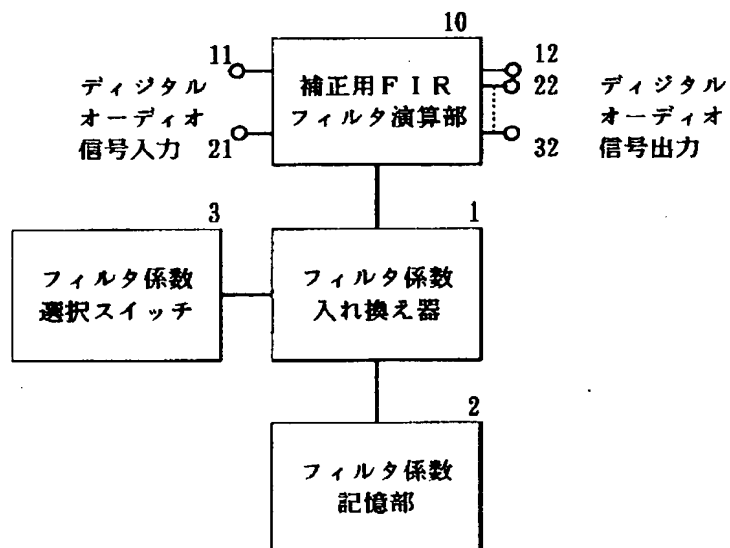 10
11
12
補正用FIR
フィルタ演算部
ディジタル
オーディオ
信号入力 21
22
32
ディジタル
オーディオ
信号出力
3
フィルタ係数
選択スイッチ
1
フィルタ係数
入れ換え器
2
フィルタ係数
記憶部